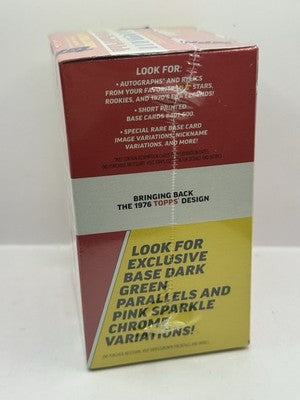 LOOK FOR:
• AUTOGRAPHS* AND RELICS
FROM YOUR FAVORITE STARS,
ROOKIES, AND 1970'S FAN LEGENDS!
• SHORT PRINTED
BASE CARDS #401-500.
• SPECIAL RARE BASE CARD
IMAGE VARIATIONS, NICKNAME
VARIATIONS, AND MORE!
BRINGING BACK
THE 1976 TOPPS® DESIGN
LOOK FOR
EXCLUSIVE
BASE DARK
GREEN
PARALLELS AND
PINK SPARKLE
CHROME
VARIATIONS!